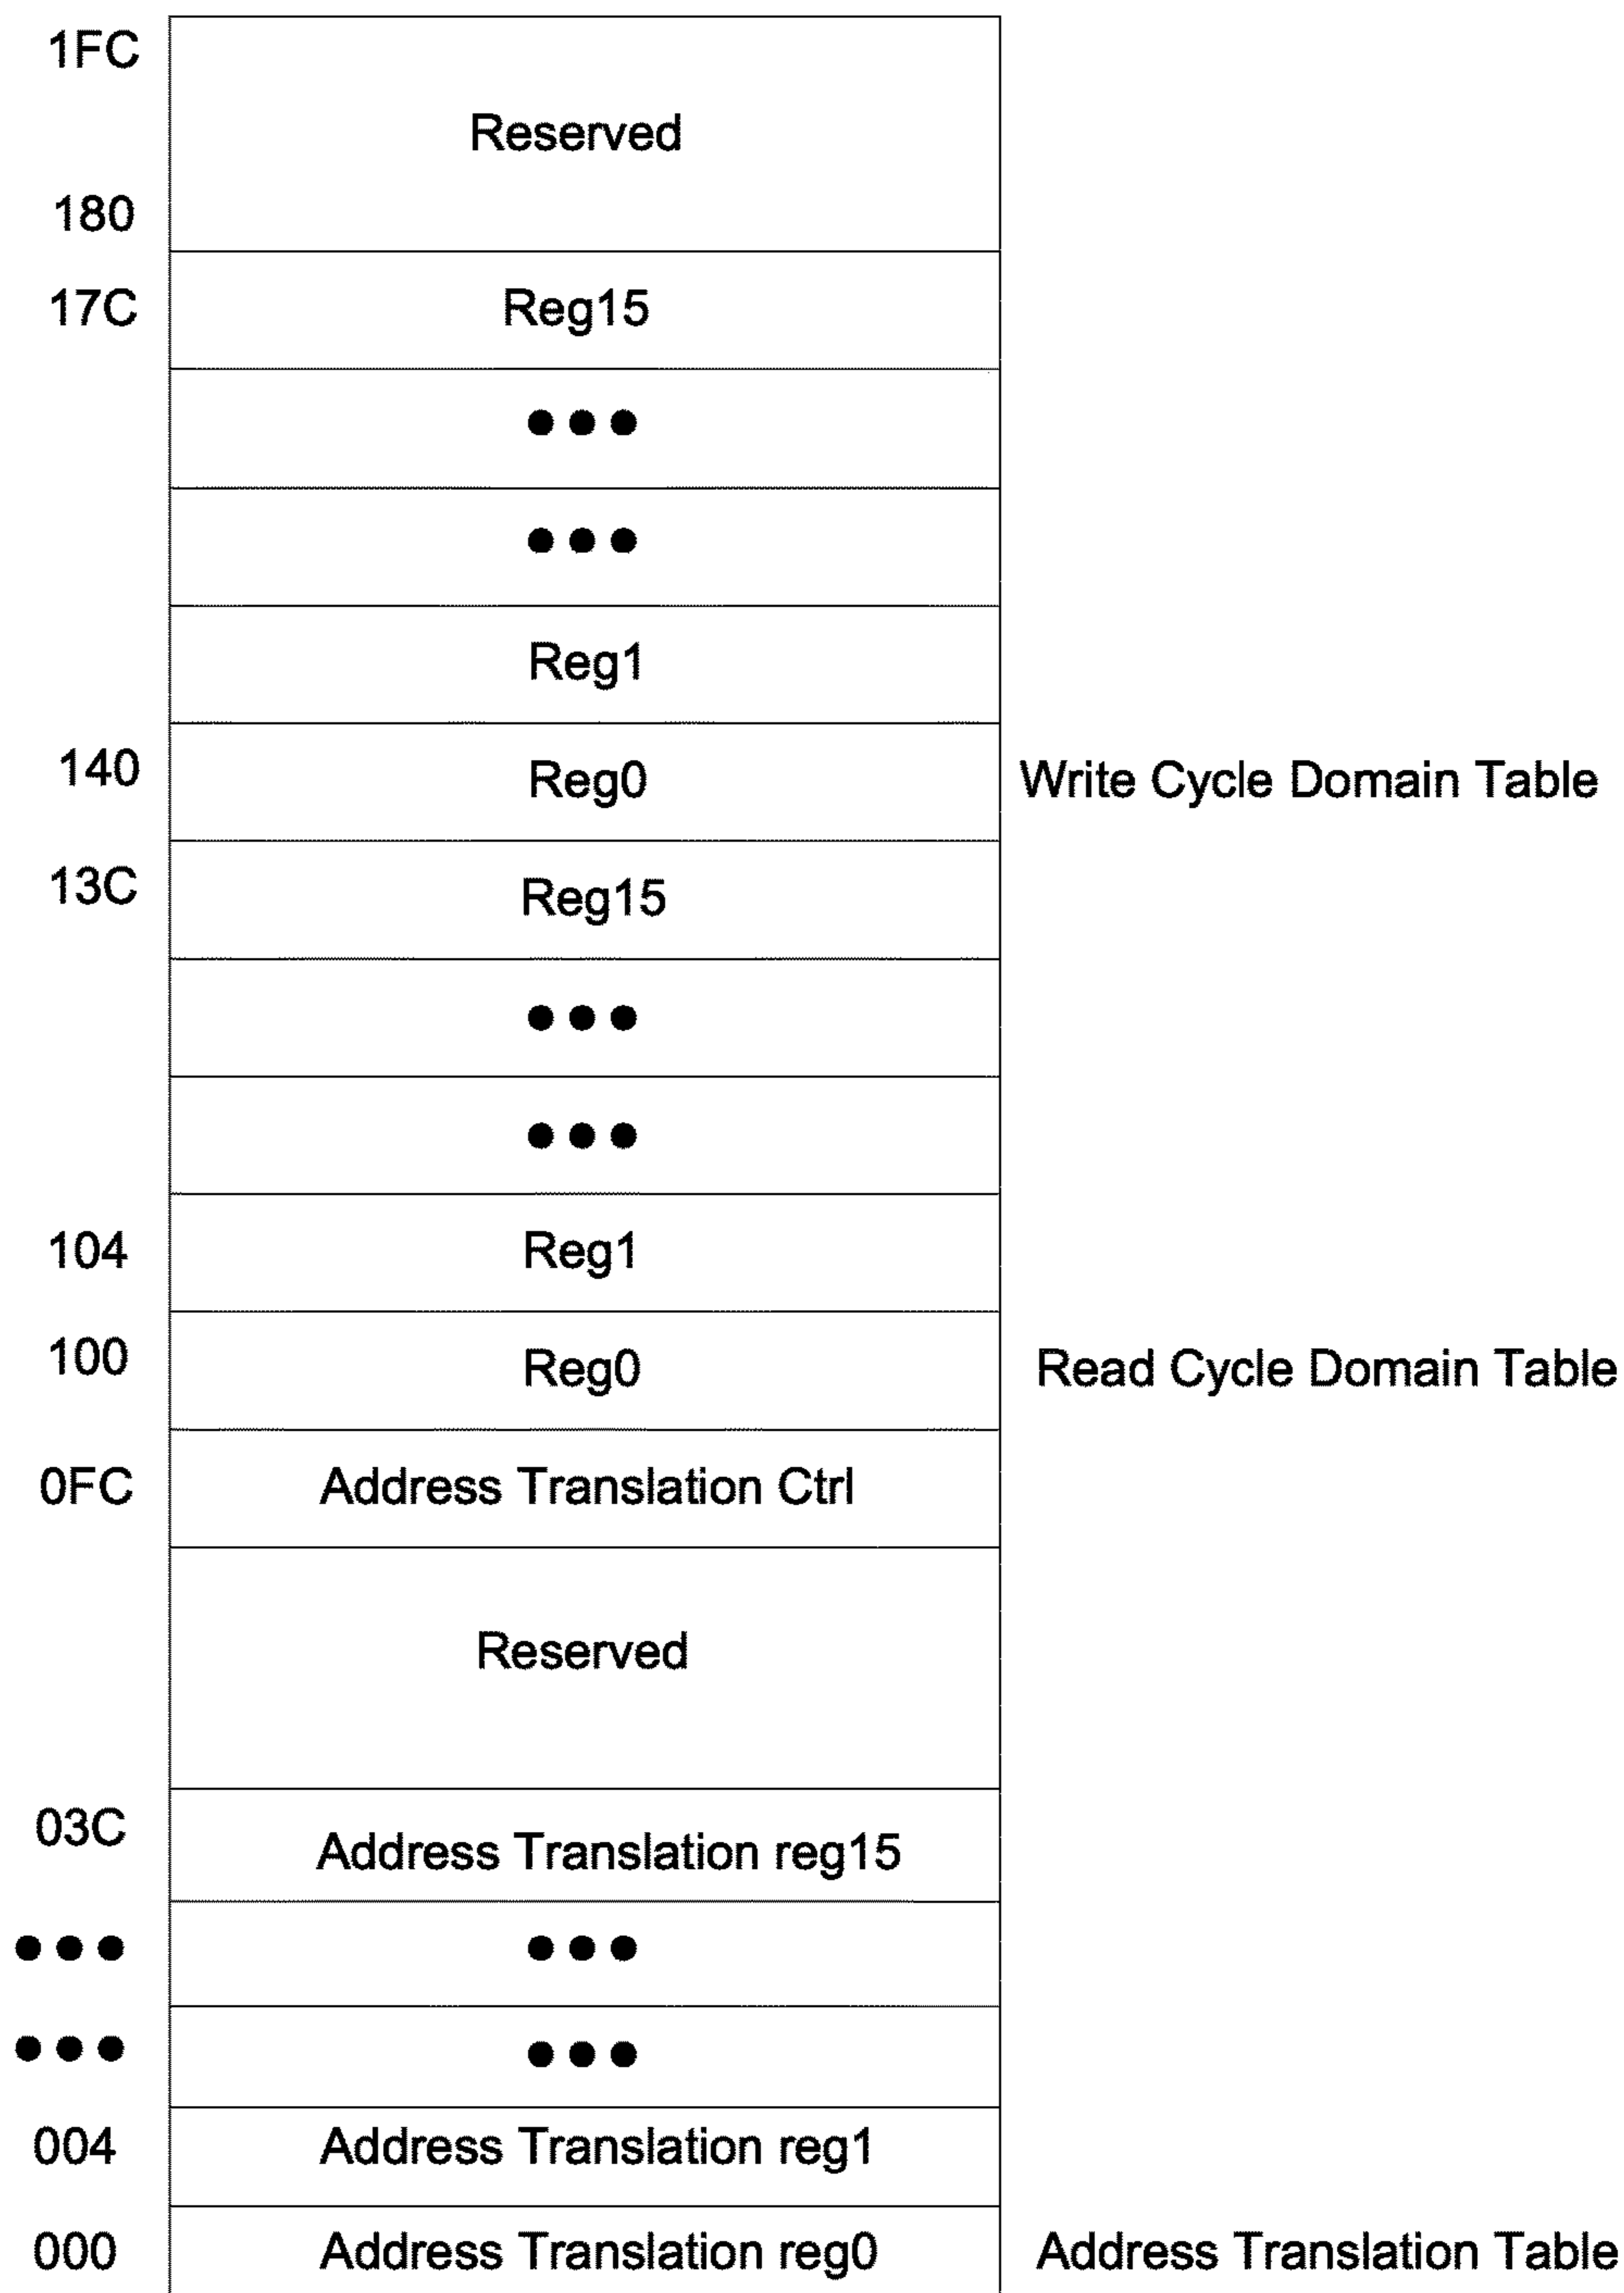 1FC
Reserved
180
17C Reg15
●●●
●●●
Reg1
140 Reg0 Write Cycle Domain Table
13C Reg15
●●●
●●●
104 Reg1
100 Reg0 Read Cycle Domain Table
0FC Address Translation Ctrl
Reserved
03C Address Translation reg15
●●● ●●●
●●● ●●●
004 Address Translation reg1
000 Address Translation reg0 Address Translation Table